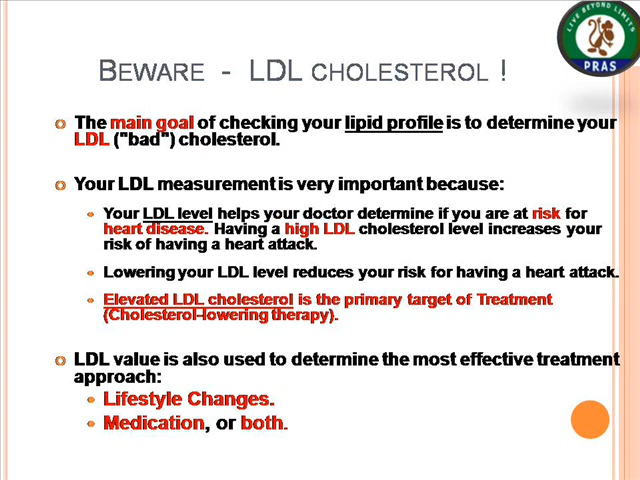 LIVE BEYOND LIMITS
PRAS
BEWARE - LDL CHOLESTEROL !
The main goal of checking your lipid profile is to determine your
LDL ("bad") cholesterol.
Your LDL measurement is very important because:
Your LDL level helps your doctor determine if you are at risk for
heart disease. Having a high LDL cholesterol level increases your
risk of having a heart attack.
Lowering your LDL level reduces your risk for having a heart attack.
Elevated LDL cholesterol is the primary target of Treatment
(Cholesterol-lowering therapy).
LDL value is also used to determine the most effective treatment
approach:
Lifestyle Changes.
Medication, or both.